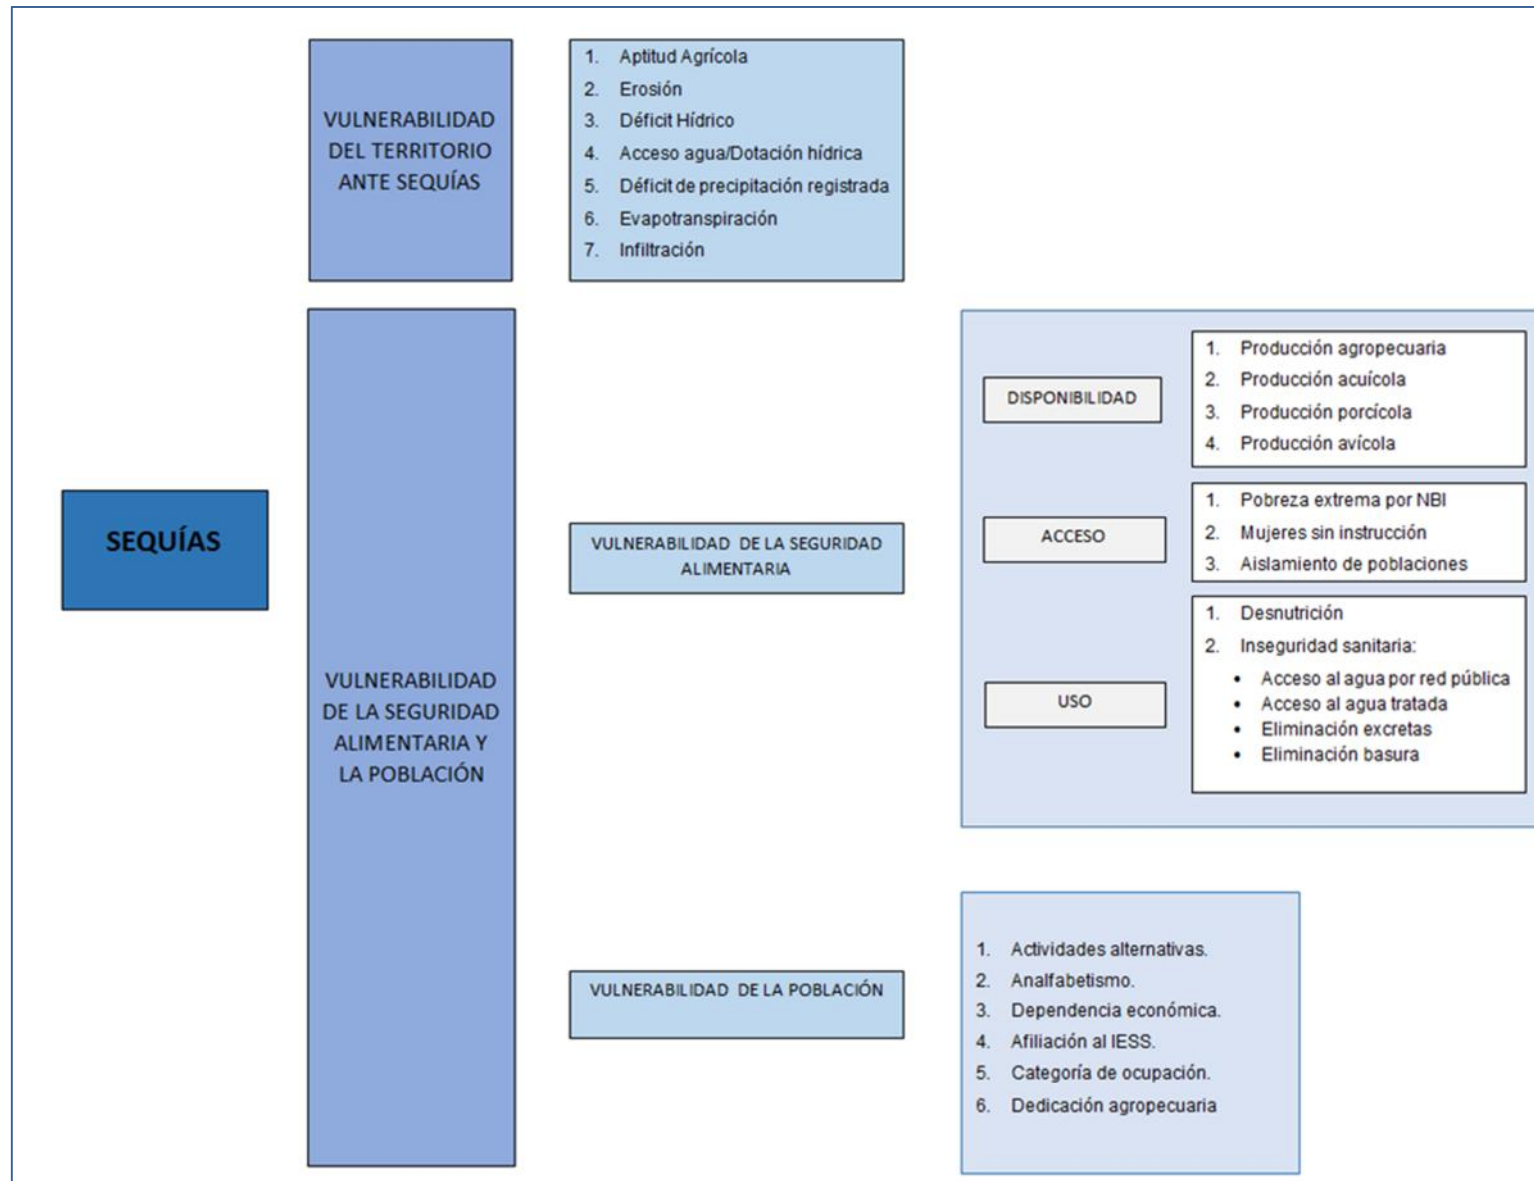 VULNERABILIDAD
DEL TERRITORIO
ANTE SEQUÍAS
1. Aptitud Agrícola
2. Erosión
3. Déficit Hídrico
4. Acceso agua/Dotación hídrica
5. Déficit de precipitación registrada
6. Evapotranspiración
7. Infiltración
SEQUÍAS
VULNERABILIDAD
DE LA SEGURIDAD
ALIMENTARIA Y
LA POBLACIÓN
VULNERABILIDAD DE LA SEGURIDAD
ALIMENTARIA
DISPONIBILIDAD
1. Producción agropecuaria
2. Producción acuícola
3. Producción porcícola
4. Producción avícola
ACCESO
1. Pobreza extrema por NBI
2. Mujeres sin instrucción
3. Aislamiento de poblaciones
USO
1. Desnutrición
2. Inseguridad sanitaria:
• Acceso al agua por red pública
• Acceso al agua tratada
• Eliminación excretas
• Eliminación basura
VULNERABILIDAD DE LA POBLACIÓN
1. Actividades alternativas.
2. Analfabetismo.
3. Dependencia económica.
4. Afiliación al IESS.
5. Categoría de ocupación.
6. Dedicación agropecuaria